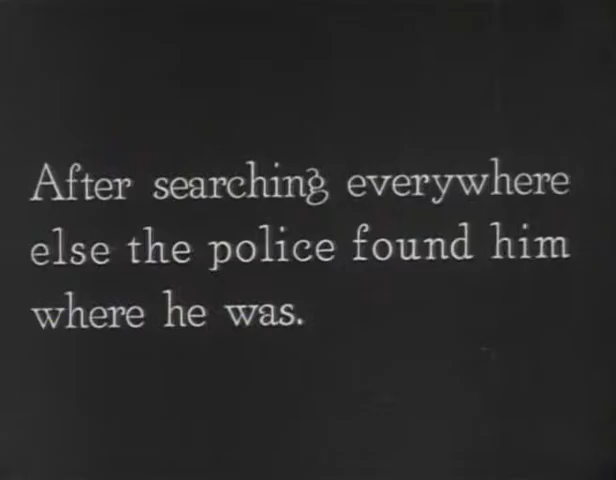 After searching everywhere
else the police found him
where he was.